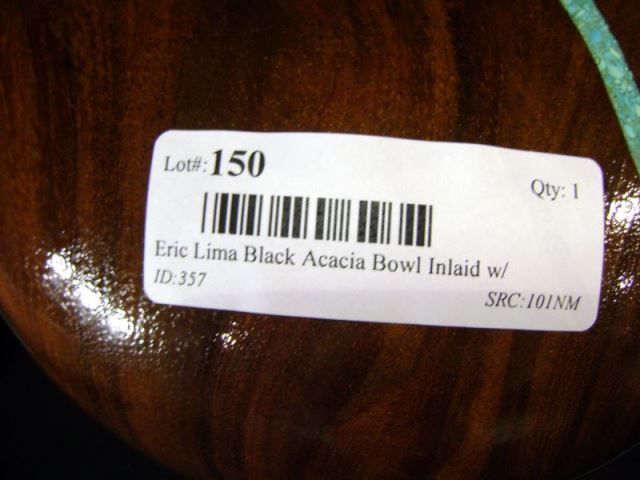 Lot#:150
Qty: 1
Eric Lima Black Acacia Bowl Inlaid w/
ID:357
SRC:101NM